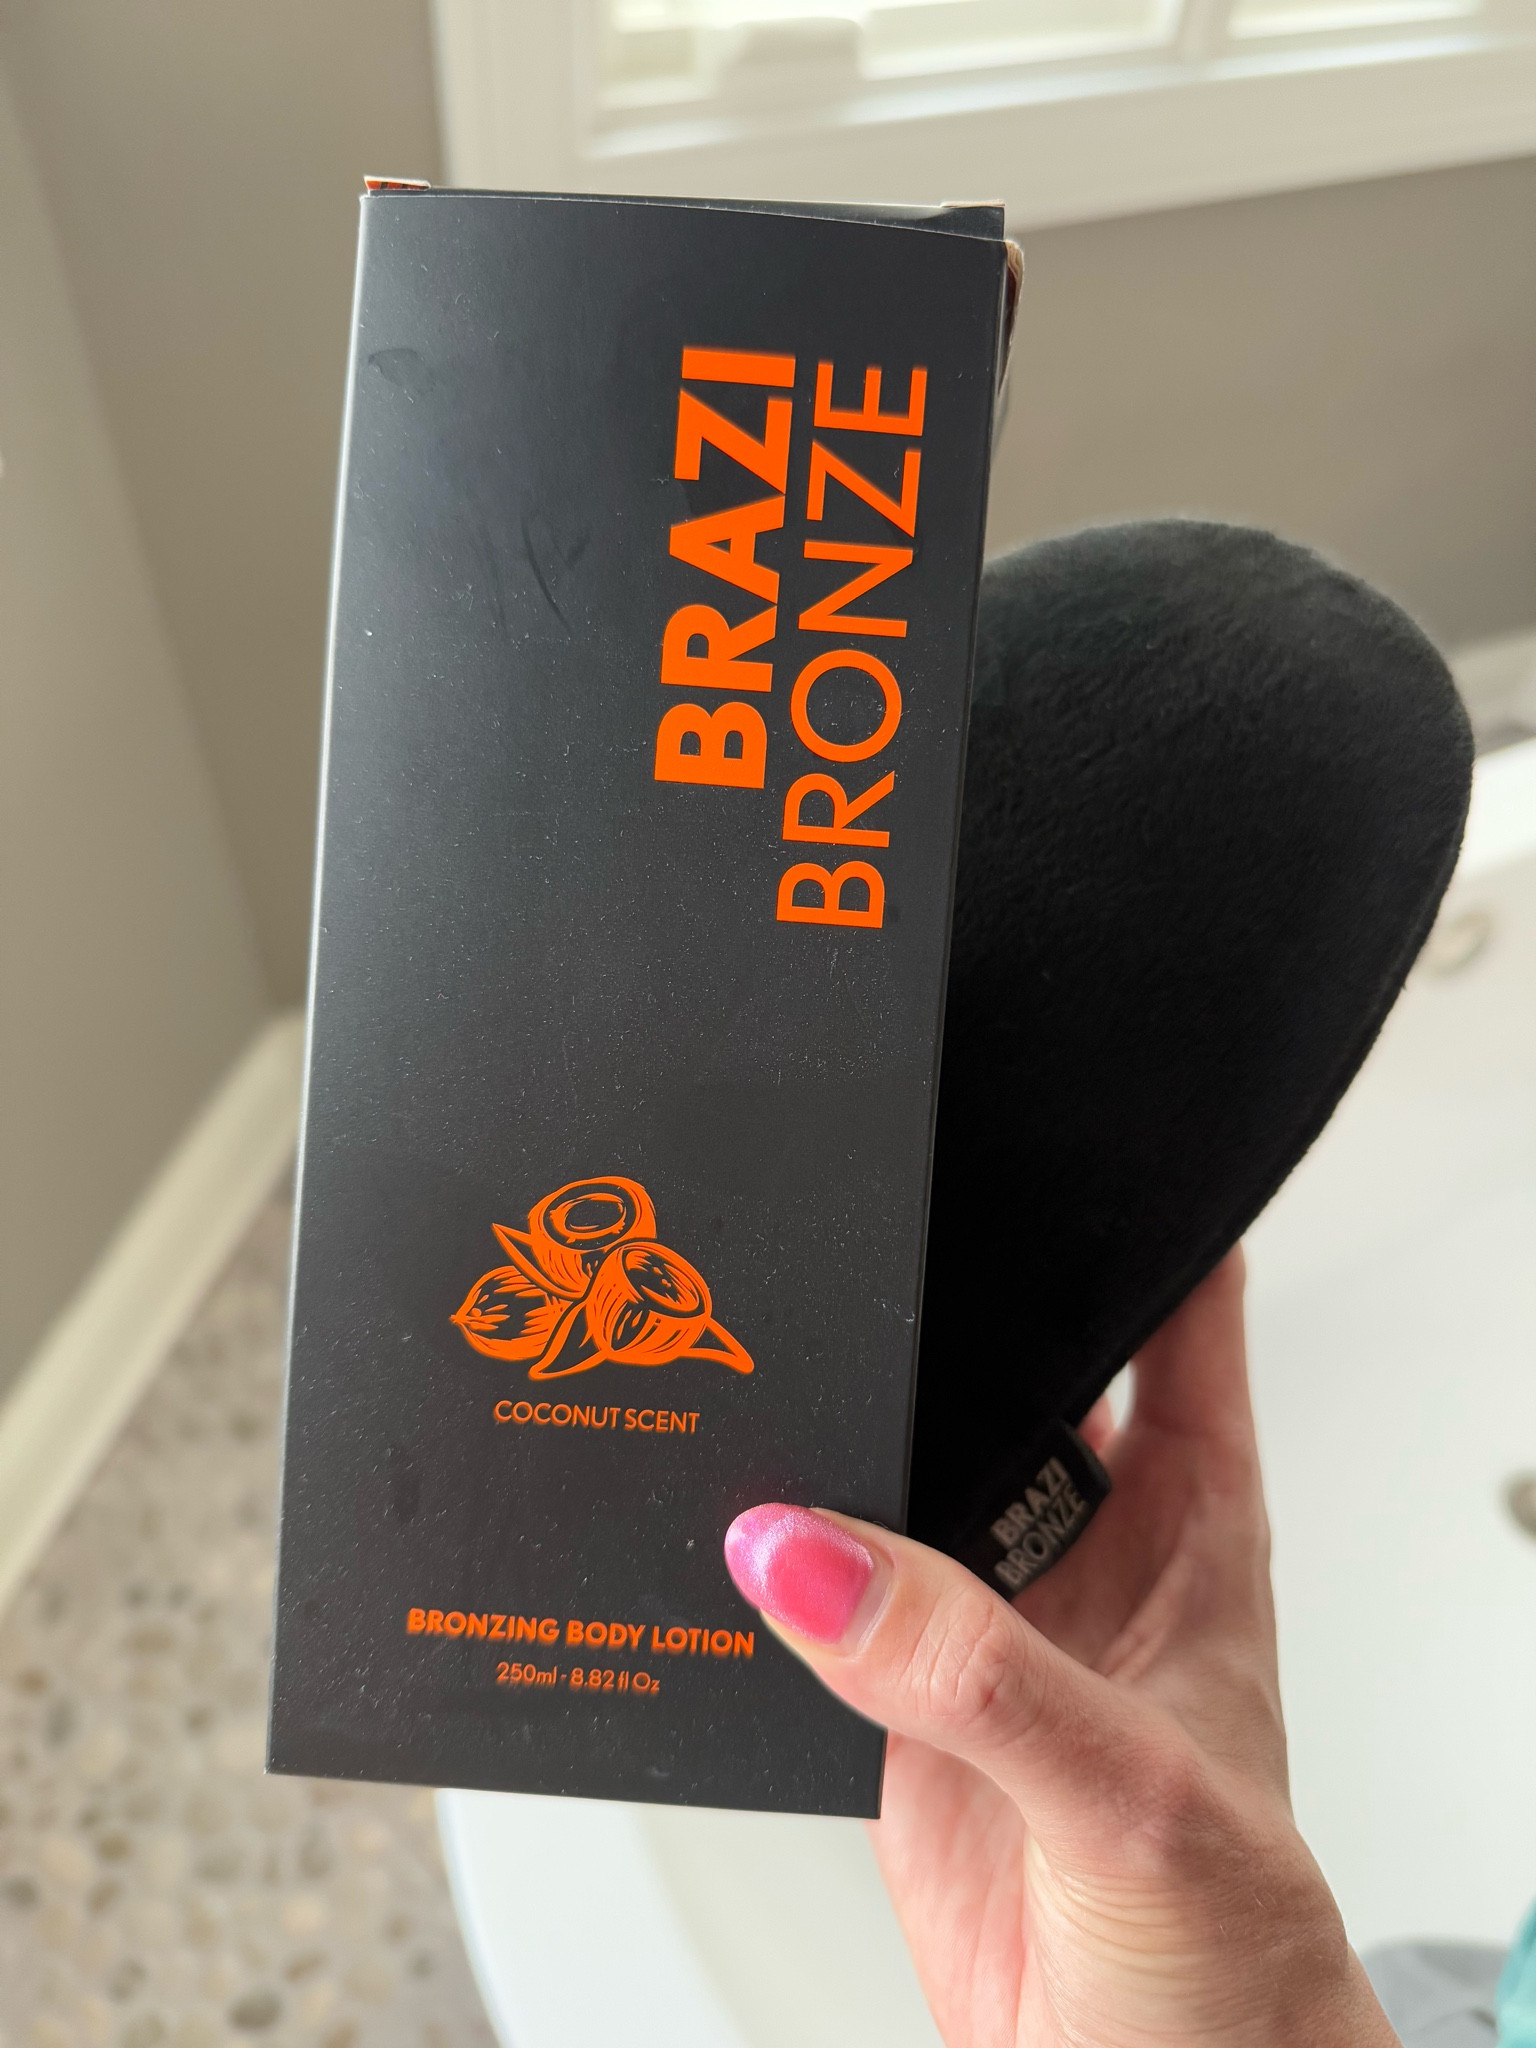 BRAZI
BRONZE
COCONUT SCENT
BRONZING BODY LOTION
250ml - 8.82 fl Oz
BRAZI
BRONZE